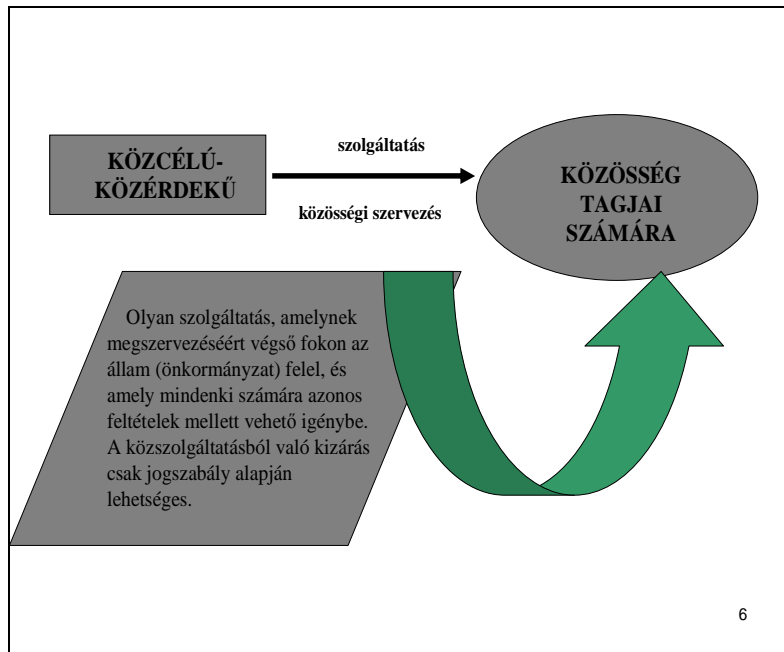 KÖZCÉLÚ-
KÖZÉRDEKŰ
szolgáltatás
közösségi szervezés
KÖZÖSSÉG
TAGJAI
SZÁMÁRA
Olyan szolgáltatás, amelynek
megszervezéséért végső fokon az
állam (önkormányzat) felel, és
amely mindenki számára azonos
feltételek mellett vehető igénybe.
A közszolgáltatásból való kizárás
csak jogszabály alapján
lehetséges.
6